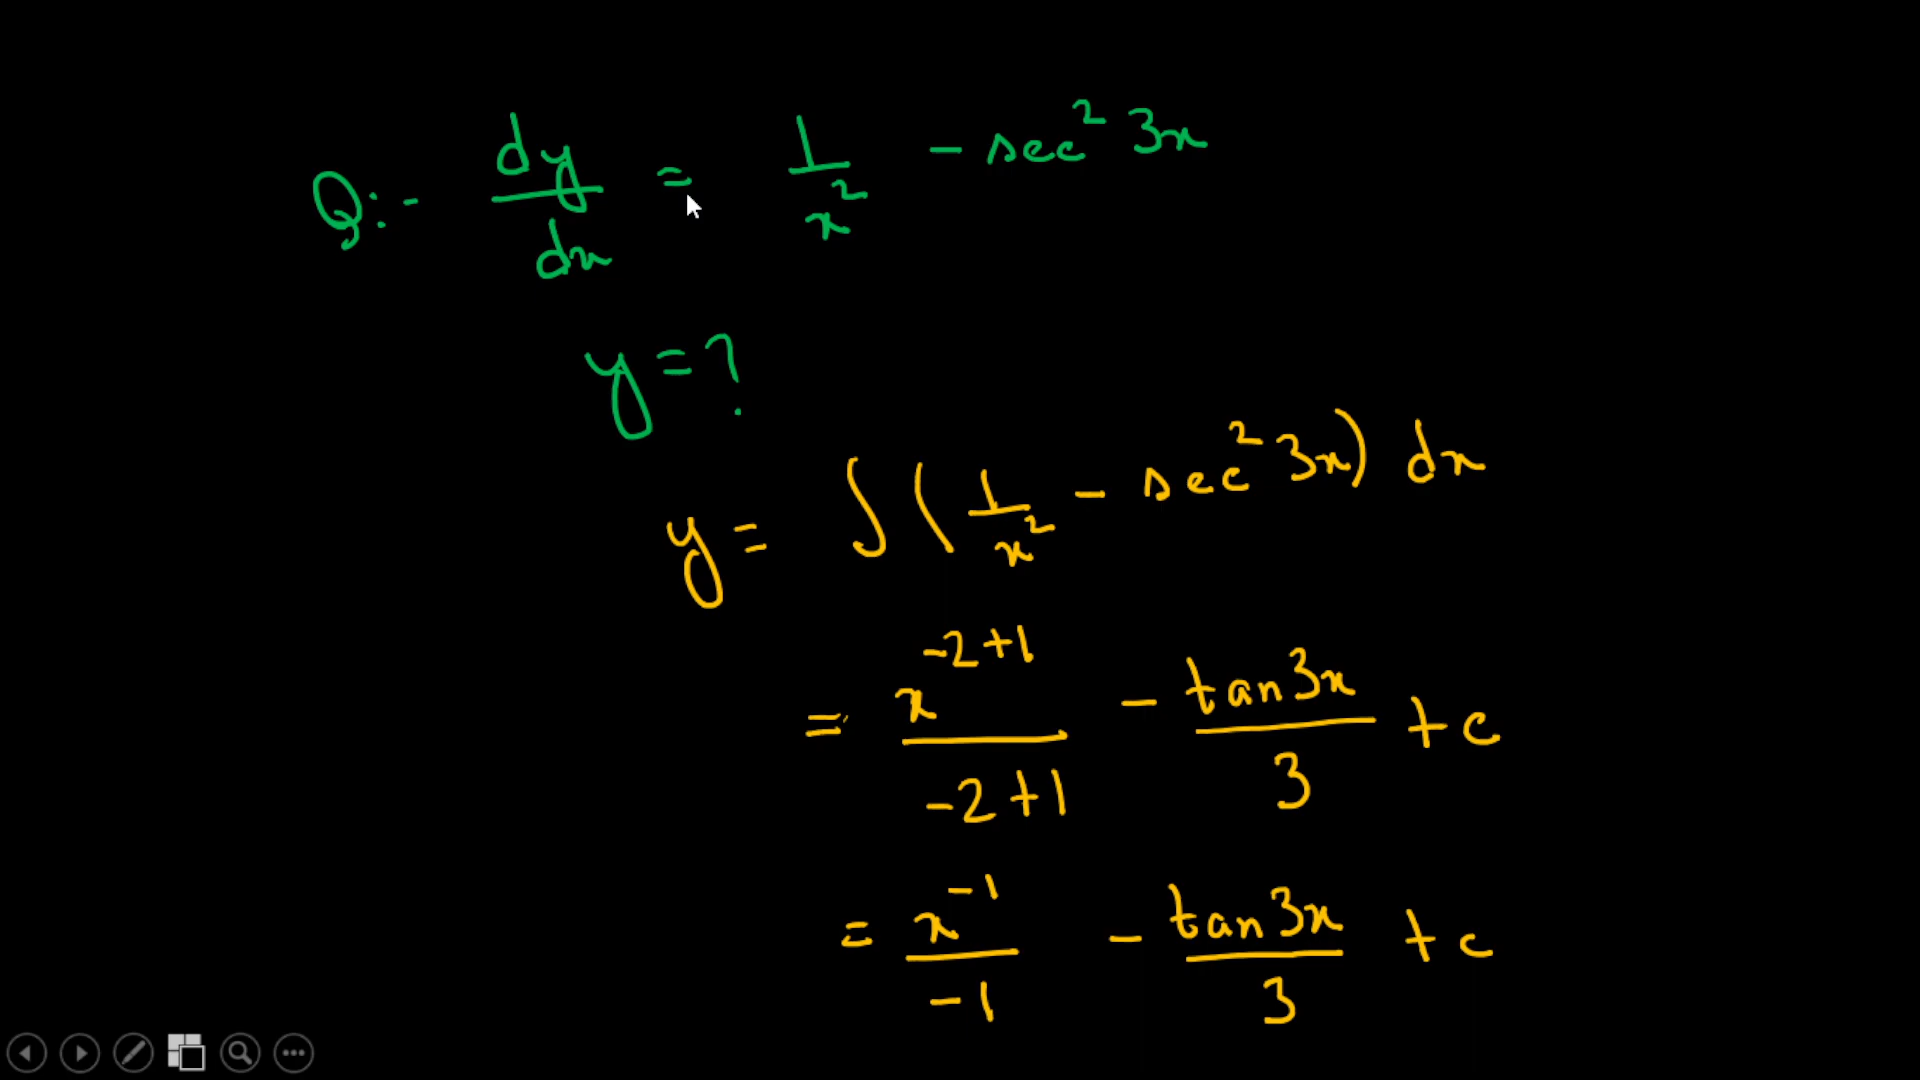 Q:- dy/dx = 1/x² - sec² 3x
y = ?
y = ∫ (1/x² - sec² 3x) dx
= x^(-2+1)/(-2+1) - tan3x/3 + c
= x^(-1)/(-1) - tan3x/3 + c